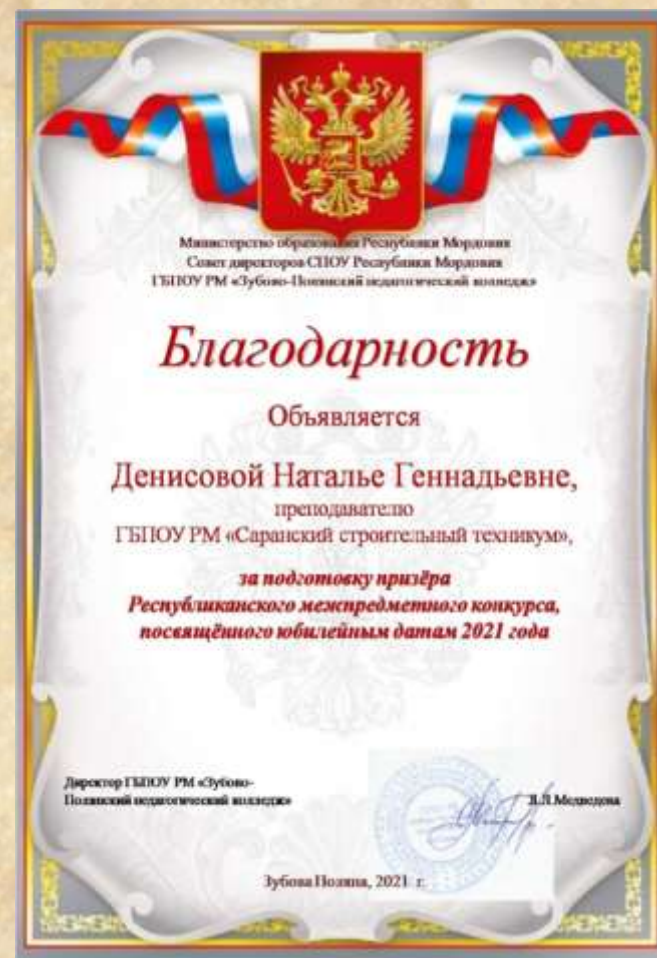 Министерство образования Республики Мордовия
Совет директоров СПОУ Республики Мордовия
ГБПОУ РМ «Зубово-Полянский педагогический колледж»
Благодарность
Объявляется
Денисовой Наталье Геннадьевне,
преподавателю
ГБПОУ РМ «Саранский строительный техникум»,
за подготовку призёра
Республиканского межпредметного конкурса,
посвящённого юбилейным датам 2021 года
Директор ГБПОУ РМ «Зубово-
Полянский педагогический колледж»
Медведева
Зубова Поляна, 2021 г.